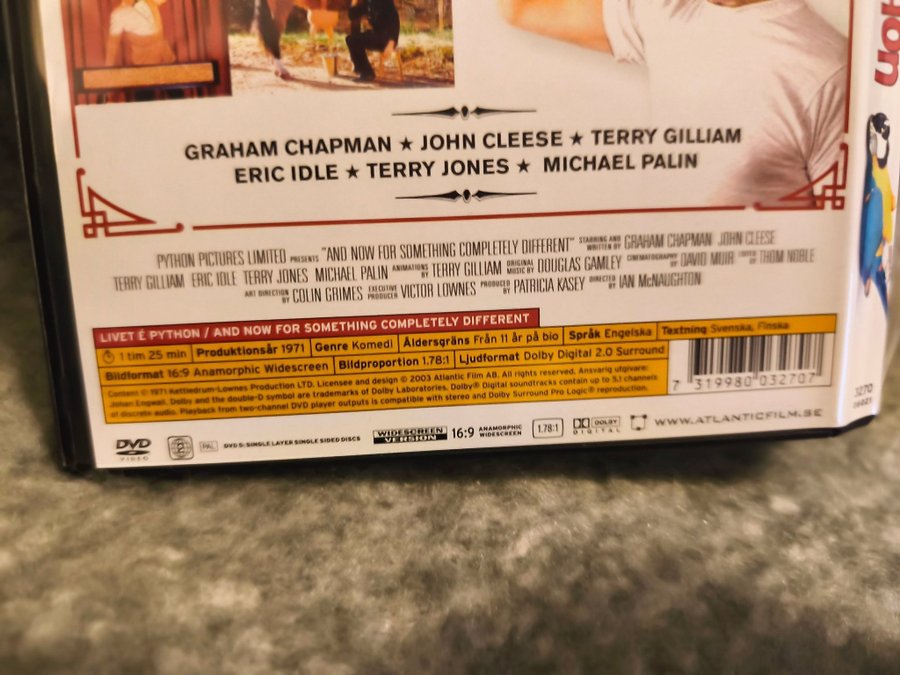 GRAHAM CHAPMAN ★ JOHN CLEESE ★ TERRY GILLIAM
ERIC IDLE ★ TERRY JONES ★ MICHAEL PALIN
PYTHON PICTURES LIMITED PRESENTS "AND NOW FOR SOMETHING COMPLETELY DIFFERENT" STARRING AND WRITTEN BY GRAHAM CHAPMAN JOHN CLEESE
TERRY GILLIAM ERIC IDLE TERRY JONES MICHAEL PALIN ANIMATIONS BY TERRY GILLIAM ORIGINAL MUSIC BY DOUGLAS GAMLEY CINEMATOGRAPHY BY DAVID MUIR EDITED BY THOM NOBLE
ART DIRECTION BY COLIN GRIMES EXECUTIVE PRODUCER VICTOR LOWNES PRODUCED BY PATRICIA KASEY DIRECTED BY IAN McNAUGHTON
LIVET É PYTHON / AND NOW FOR SOMETHING COMPLETELY DIFFERENT
1 tim 25 min Produktionsår 1971 Genre Komedi Åldersgräns Från 11 år på bio Språk Engelska Textning Svenska, Finska
Bildformat 16:9 Anamorphic Widescreen Bildproportion 1.78:1 Ljudformat Dolby Digital 2.0 Surround
Content © 1971 Kettledrum-Lownes Production LTD. Licensee and design © 2003 Atlantic Film AB. All rights reserved. Ansvarig utgivare:
Johan Engwall. Dolby and the double-D symbol are trademarks of Dolby Laboratories. Dolby® Digital soundtracks contain up to 5.1 channels
of discrete audio. Playback from two-channel DVD player outputs is compatible with stereo and Dolby Surround Pro Logic® reproduction.
7 319980 032707
3270
DVD VIDEO
2
PAL
DVD 5: SINGLE LAYER SINGLE SIDED DISCS
WIDESCREEN VERSION
16:9 ANAMORPHIC WIDESCREEN
1.78:1
DOLBY DIGITAL
WWW.ATLANTICFILM.SE